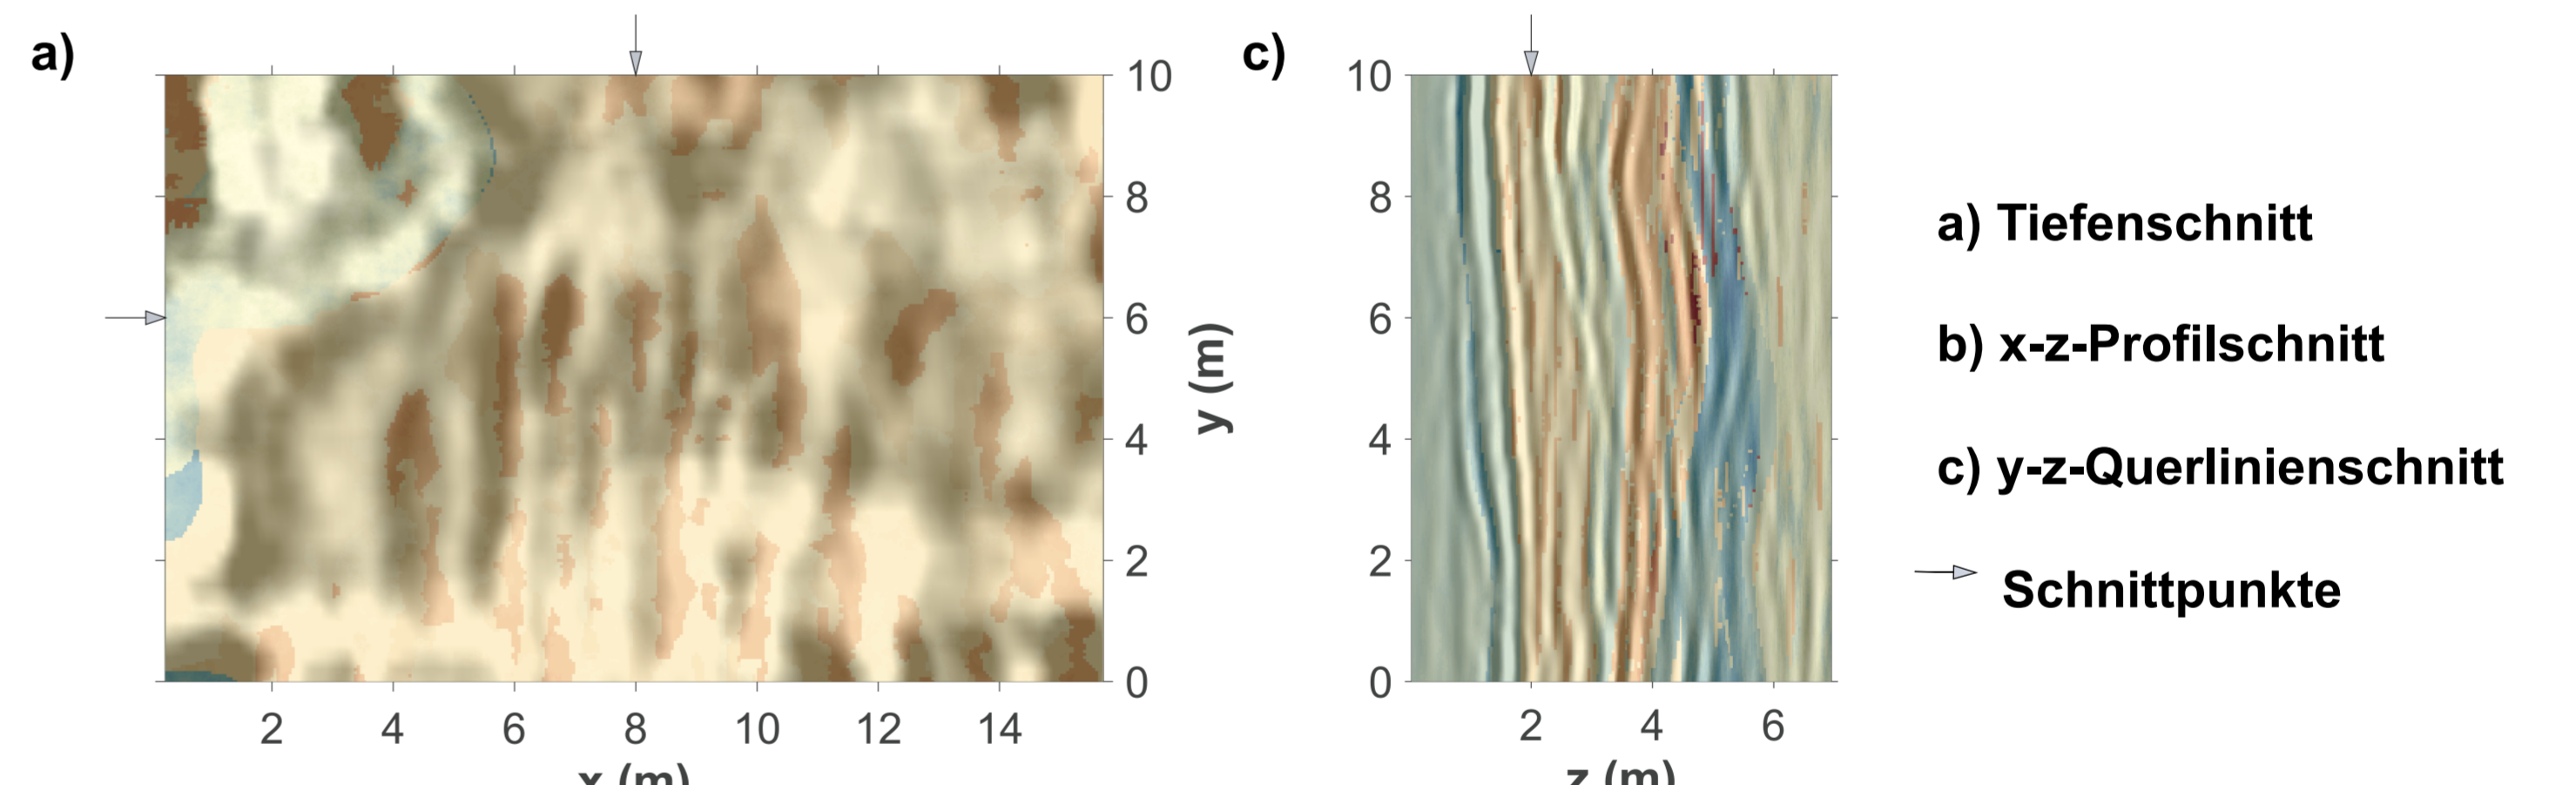 a)
10
8
6
4
2
0
y (m)
2 4 6 8 10 12 14
x (m)
c)
10
8
6
4
2
0
2 4 6
z (m)
a) Tiefenschnitt
b) x-z-Profilschnitt
c) y-z-Querlinienschnitt
Schnittpunkte